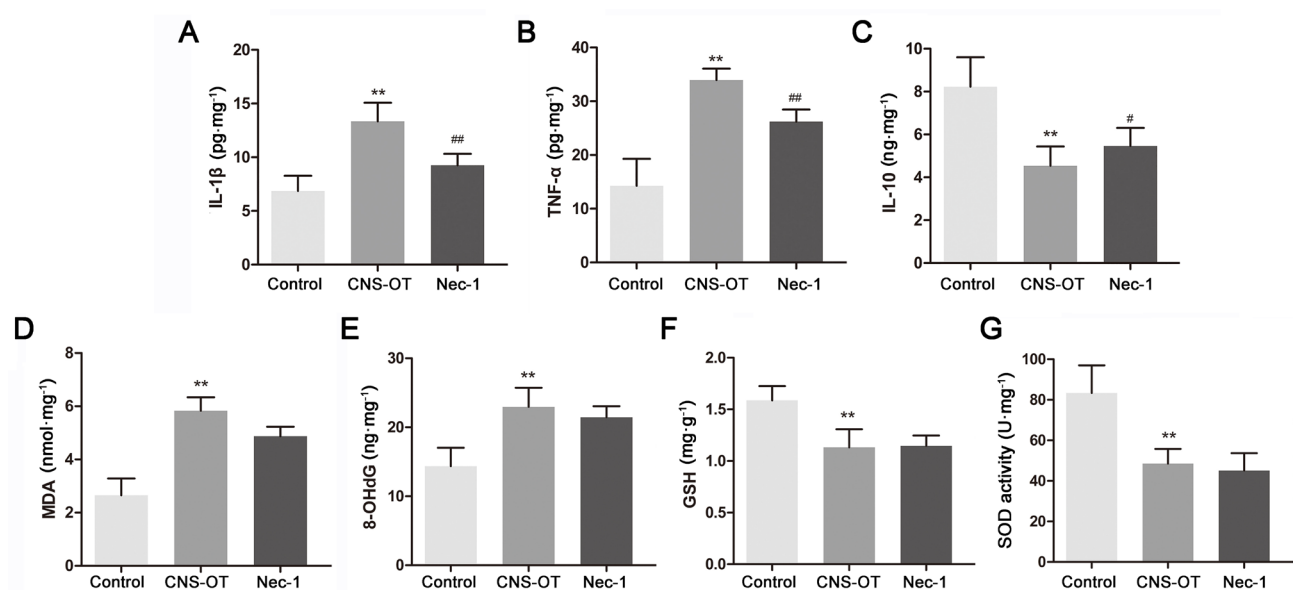 A
IL-1β (pg·mg⁻¹)
20
15
10
5
0
**
##
Control CNS-OT Nec-1
B
TNF-α (pg·mg⁻¹)
40
30
20
10
0
**
##
Control CNS-OT Nec-1
C
IL-10 (ng·mg⁻¹)
10
8
6
4
2
0
**
#
Control CNS-OT Nec-1
D
MDA (nmol·mg⁻¹)
8
6
4
2
0
**
Control CNS-OT Nec-1
E
8-OHdG (ng·mg⁻¹)
30
20
10
0
**
Control CNS-OT Nec-1
F
GSH (mg·g⁻¹)
2.0
1.5
1.0
0.5
0.0
**
Control CNS-OT Nec-1
G
SOD activity (U·mg⁻¹)
100
80
60
40
20
0
**
Control CNS-OT Nec-1